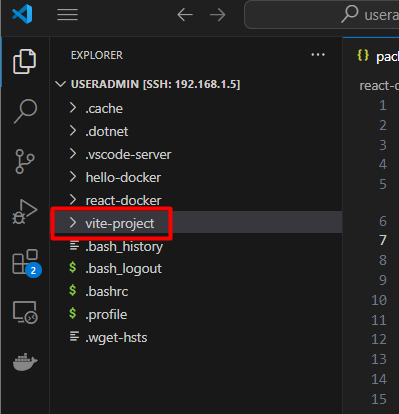 usera
EXPLORER
···
{} pac
USERADMIN [SSH: 192.168.1.5]
react-d
.cache
1
.dotnet
2
3
.vscode-server
4
hello-docker
5
react-docker
6
vite-project
7
.bash_history
8
$ .bash_logout
9
$ .bashrc
10
11
$ .profile
12
.wget-hsts
13
14
15
2